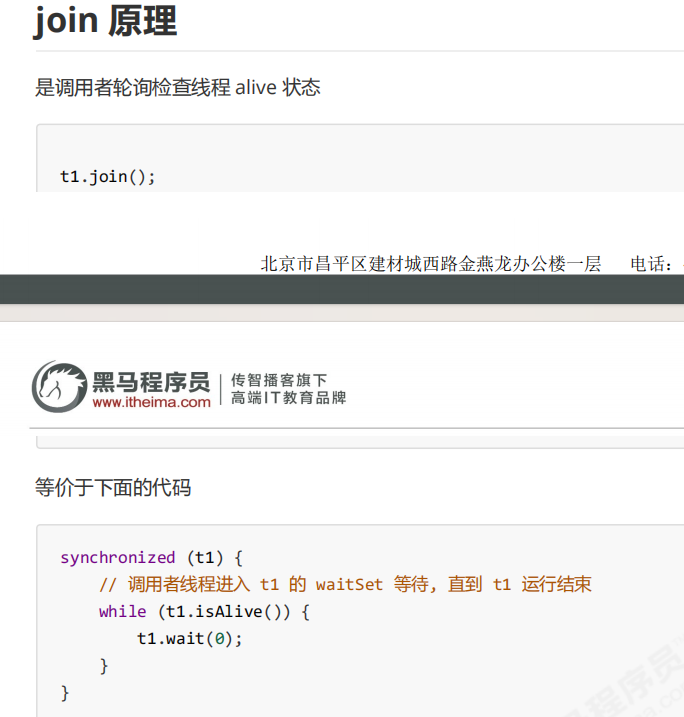 join 原理
是调用者轮询检查线程 alive 状态
t1.join();
北京市昌平区建材城西路金燕龙办公楼一层 电话：
黑马程序员
www.itheima.com
传智播客旗下
高端IT教育品牌
等价于下面的代码
synchronized (t1) {
    // 调用者线程进入 t1 的 waitSet 等待, 直到 t1 运行结束
    while (t1.isAlive()) {
        t1.wait(0);
    }
}